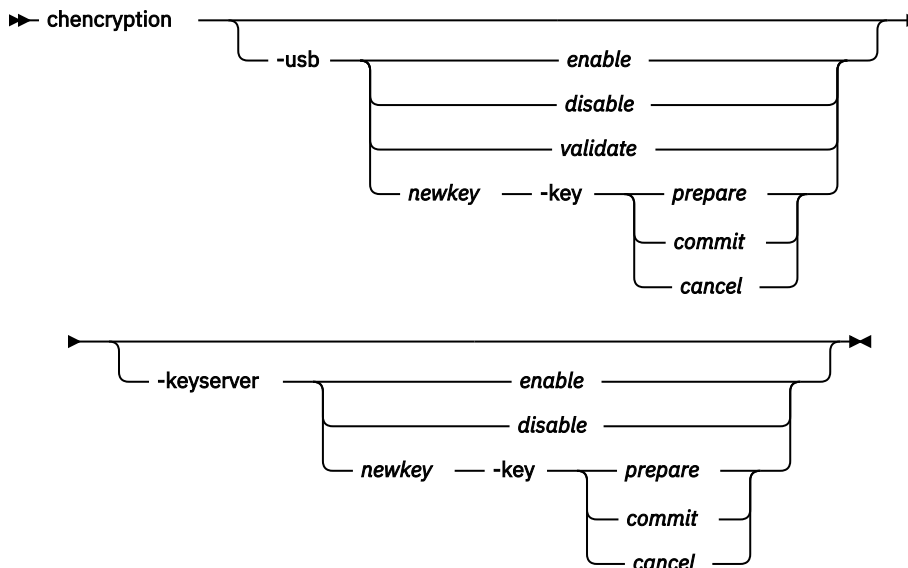 chencryption
-usb enable
disable
validate
newkey -key prepare
commit
cancel
-keyserver enable
disable
newkey -key prepare
commit
cancel